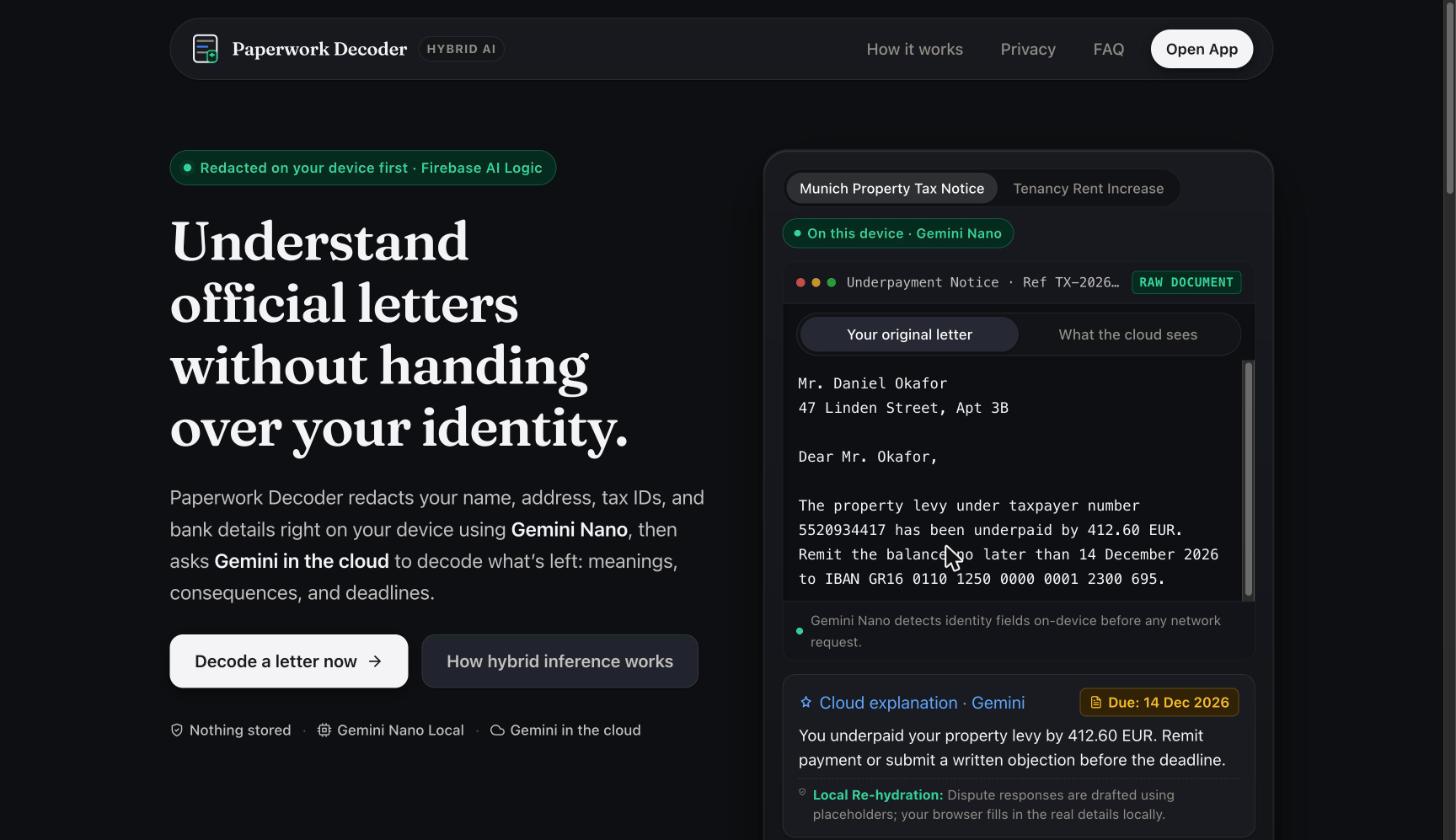 Paperwork Decoder HYBRID AI
How it works Privacy FAQ Open App
Redacted on your device first · Firebase AI Logic
Understand
official letters
without handing
over your identity.
Paperwork Decoder redacts your name, address, tax IDs, and
bank details right on your device using Gemini Nano, then
asks Gemini in the cloud to decode what’s left: meanings,
consequences, and deadlines.
Decode a letter now →
How hybrid inference works
Nothing stored · Gemini Nano Local · Gemini in the cloud
Munich Property Tax Notice Tenancy Rent Increase
On this device · Gemini Nano
Underpayment Notice · Ref TX-2026… RAW DOCUMENT
Your original letter What the cloud sees
Mr. Daniel Okafor
47 Linden Street, Apt 3B
Dear Mr. Okafor,
The property levy under taxpayer number
5520934417 has been underpaid by 412.60 EUR.
Remit the balance no later than 14 December 2026
to IBAN GR16 0110 1250 0000 0001 2300 695.
Gemini Nano detects identity fields on-device before any network
request.
Cloud explanation · Gemini Due: 14 Dec 2026
You underpaid your property levy by 412.60 EUR. Remit
payment or submit a written objection before the deadline.
Local Re-hydration: Dispute responses are drafted using
placeholders; your browser fills in the real details locally.